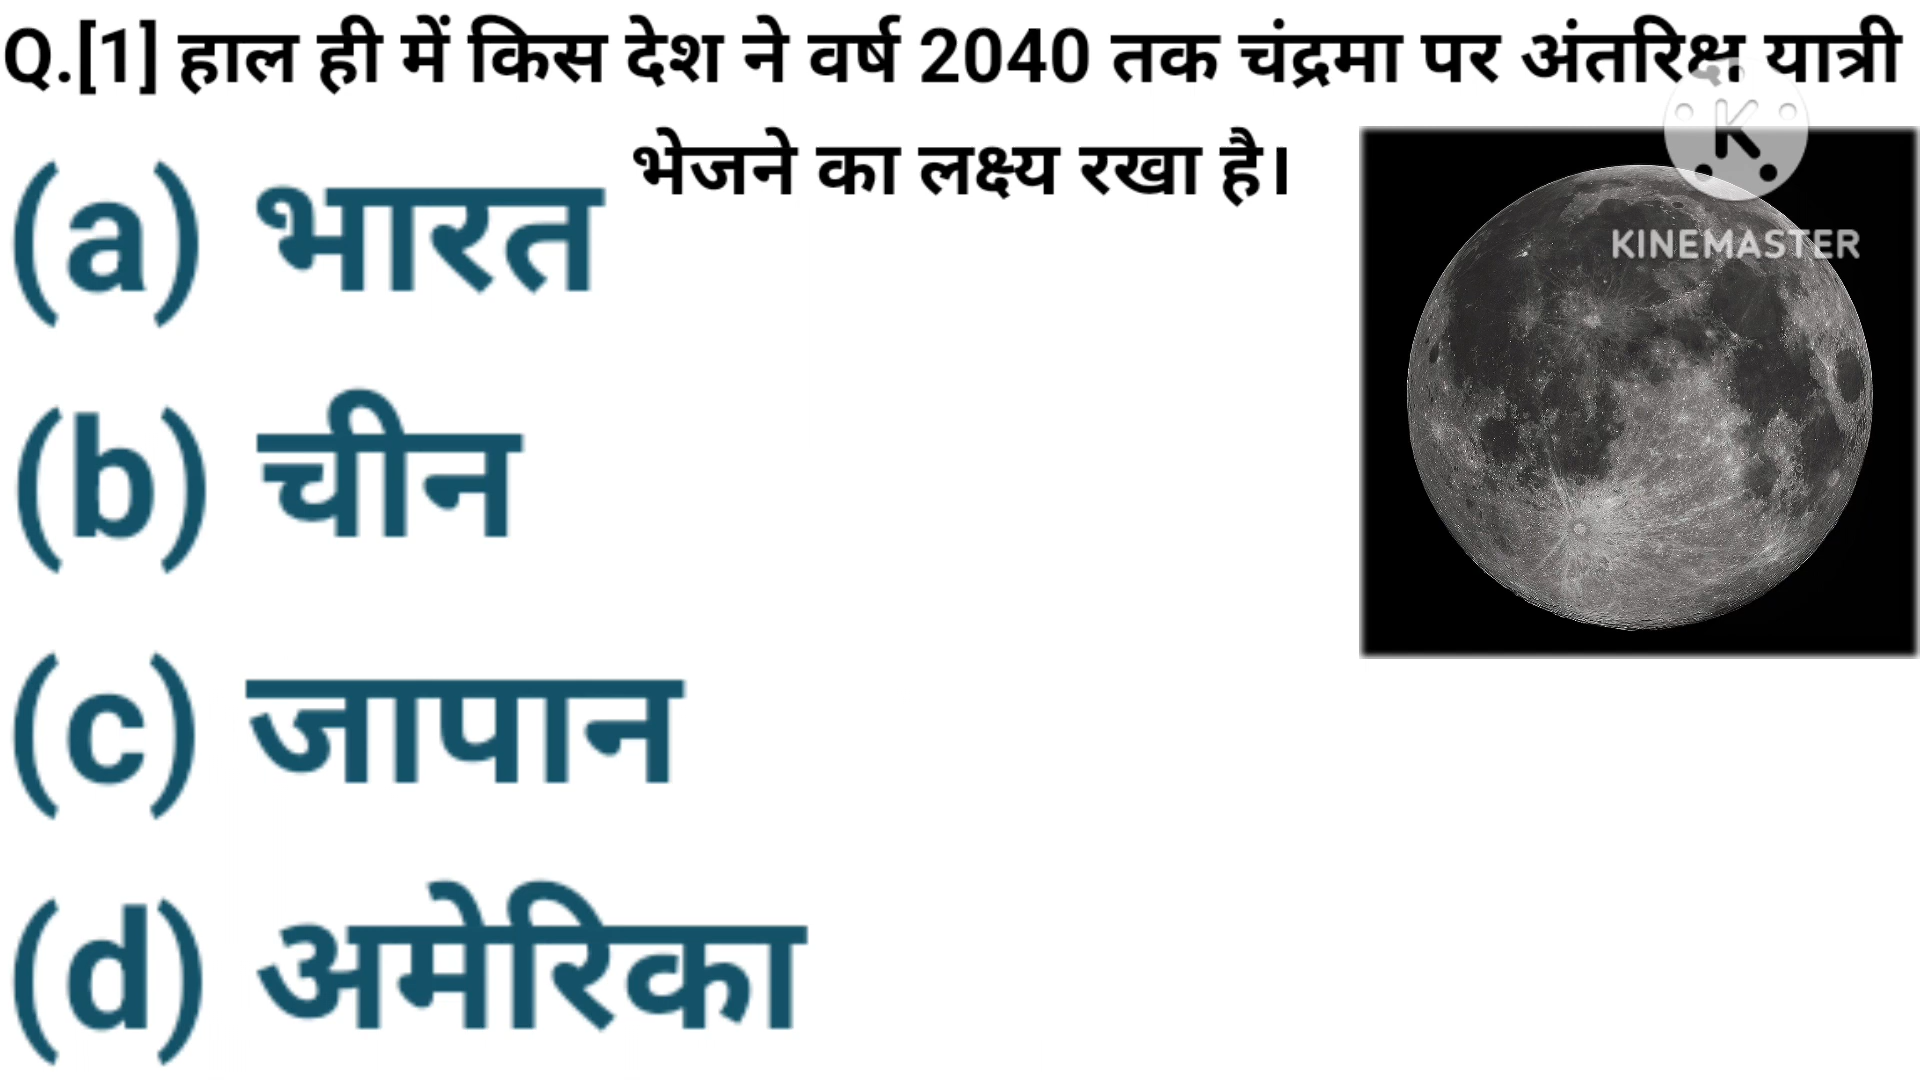 Q.[1] हाल ही में किस देश ने वर्ष 2040 तक चंद्रमा पर अंतरिक्ष यात्री
भेजने का लक्ष्य रखा है।
(a) भारत
K
KINEMASTER
(b) चीन
(c) जापान
(d) अमेरिका